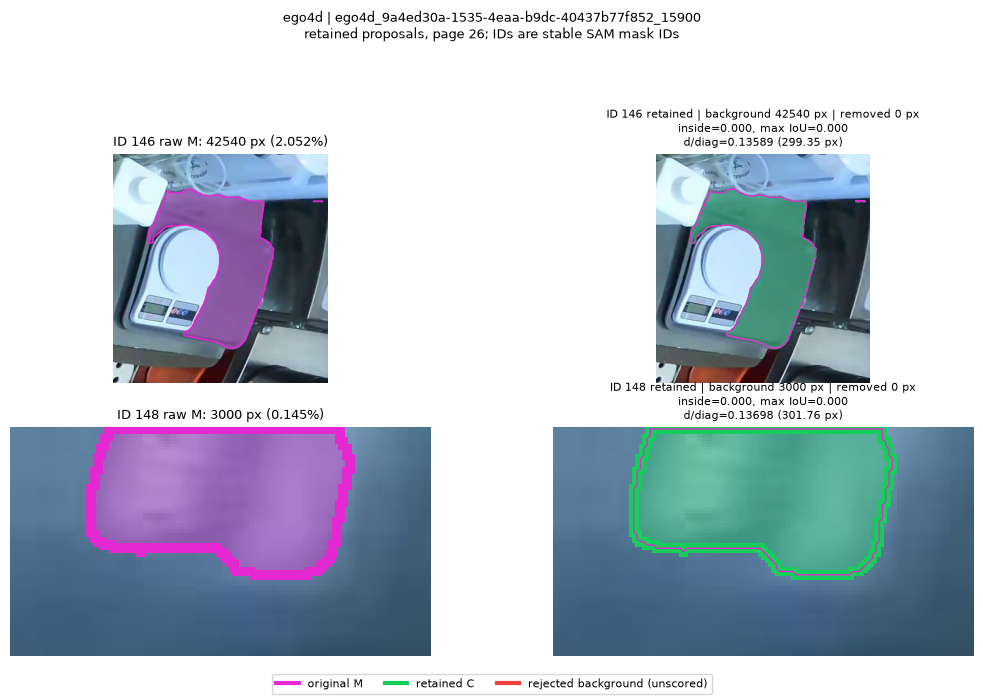 ego4d | ego4d_9a4ed30a-1535-4eaa-b9dc-40437b77f852_15900
retained proposals, page 26; IDs are stable SAM mask IDs
ID 146 raw M: 42540 px (2.052%)
ID 146 retained | background 42540 px | removed 0 px
inside=0.000, max IoU=0.000
d/diag=0.13589 (299.35 px)
ID 148 raw M: 3000 px (0.145%)
ID 148 retained | background 3000 px | removed 0 px
inside=0.000, max IoU=0.000
d/diag=0.13698 (301.76 px)
original M
retained C
rejected background (unscored)